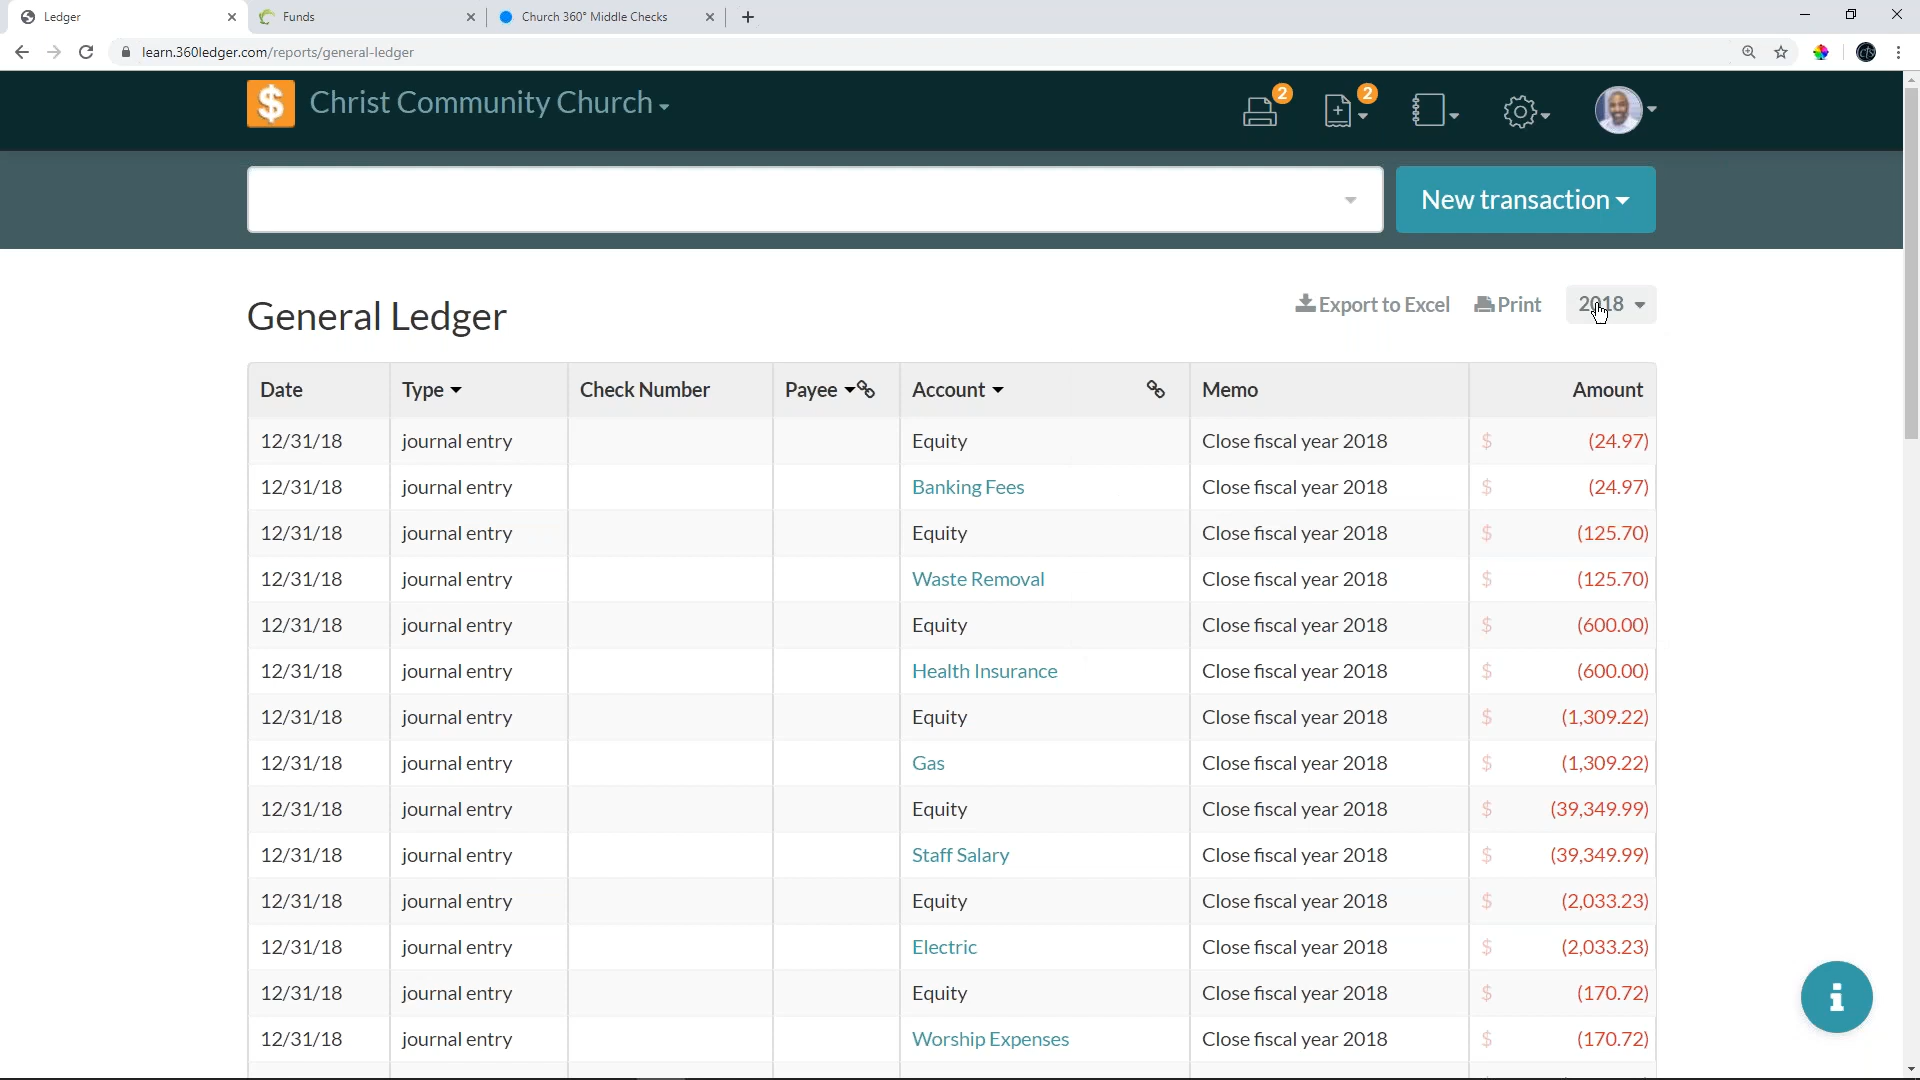 Ledger
Funds
Church 360° Middle Checks
learn.360ledger.com/reports/general-ledger
cts
$ Christ Community Church
2
2
New transaction
General Ledger
Export to Excel Print 2018
Date Type Check Number Payee Account Memo Amount
12/31/18 journal entry Equity Close fiscal year 2018 $ (24.97)
12/31/18 journal entry Banking Fees Close fiscal year 2018 $ (24.97)
12/31/18 journal entry Equity Close fiscal year 2018 $ (125.70)
12/31/18 journal entry Waste Removal Close fiscal year 2018 $ (125.70)
12/31/18 journal entry Equity Close fiscal year 2018 $ (600.00)
12/31/18 journal entry Health Insurance Close fiscal year 2018 $ (600.00)
12/31/18 journal entry Equity Close fiscal year 2018 $ (1,309.22)
12/31/18 journal entry Gas Close fiscal year 2018 $ (1,309.22)
12/31/18 journal entry Equity Close fiscal year 2018 $ (39,349.99)
12/31/18 journal entry Staff Salary Close fiscal year 2018 $ (39,349.99)
12/31/18 journal entry Equity Close fiscal year 2018 $ (2,033.23)
12/31/18 journal entry Electric Close fiscal year 2018 $ (2,033.23)
12/31/18 journal entry Equity Close fiscal year 2018 $ (170.72)
12/31/18 journal entry Worship Expenses Close fiscal year 2018 $ (170.72)
i